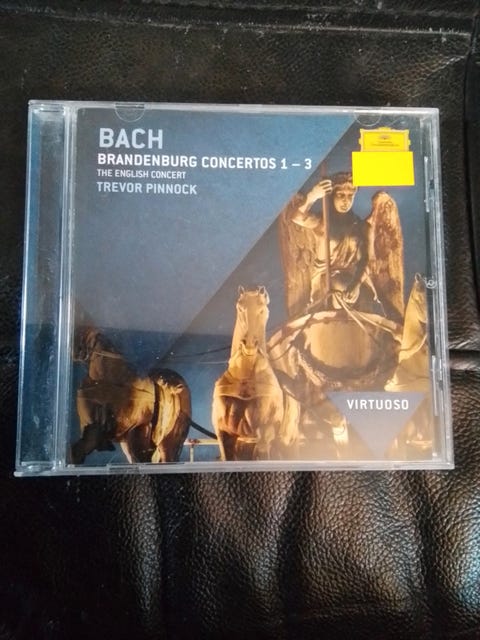 BACH
BRANDENBURG CONCERTOS 1 – 3
THE ENGLISH CONCERT
TREVOR PINNOCK
VIRTUOSO